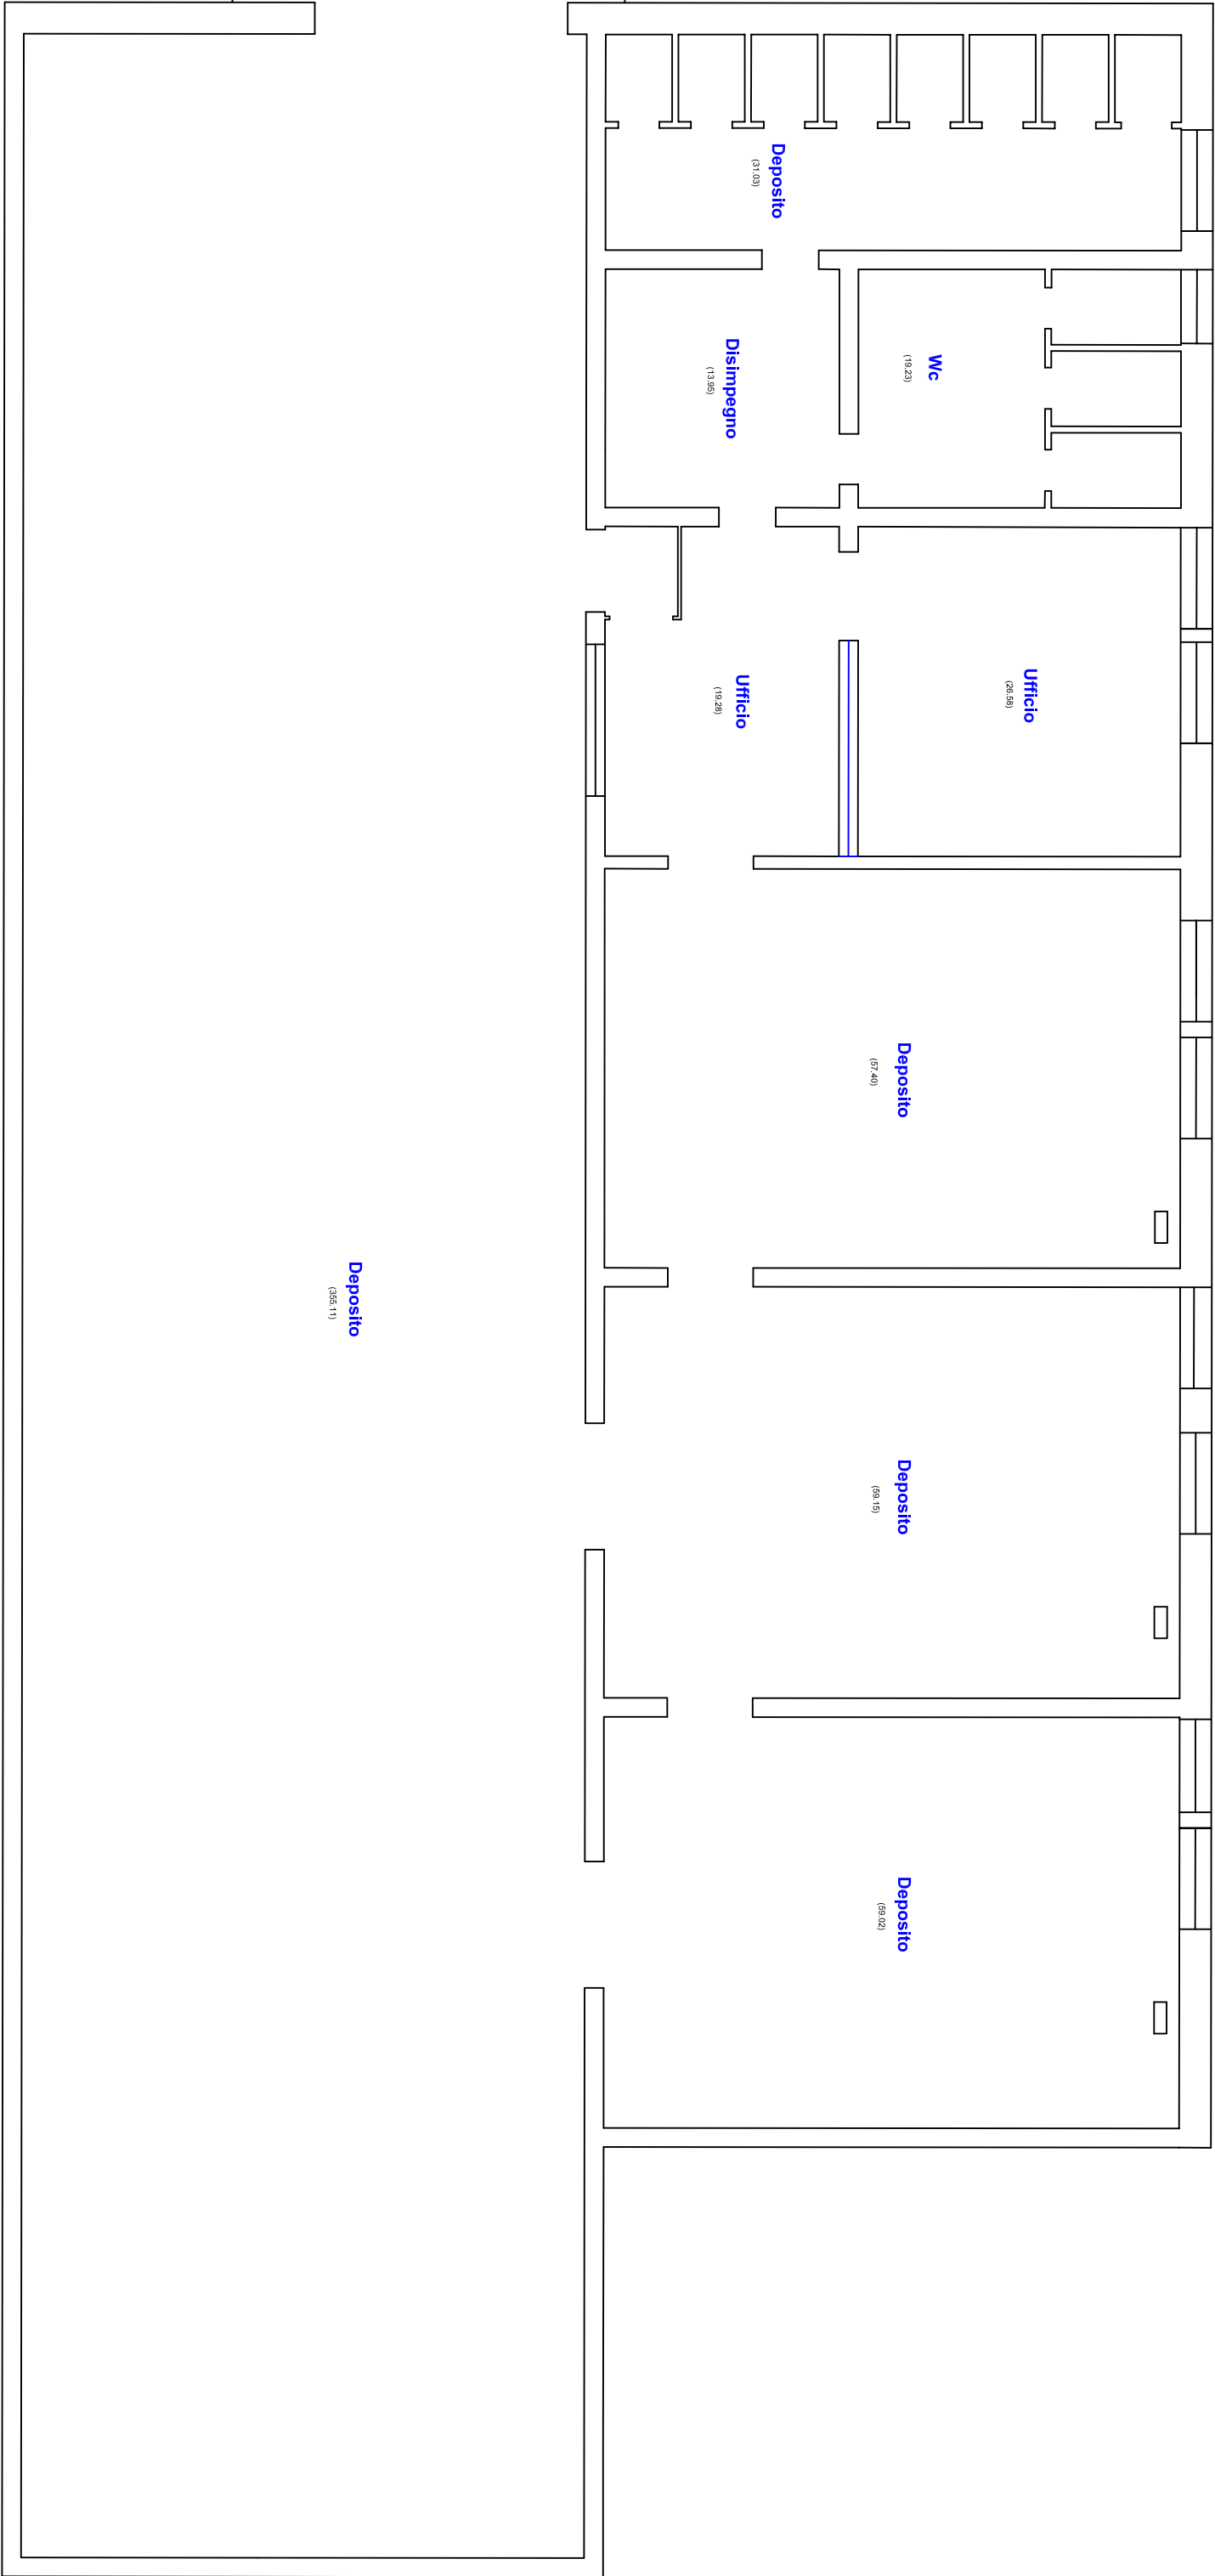 Deposito
(31.03)
Disimpegno
(13.95)
Wc
(19.23)
Ufficio
(19.28)
Ufficio
(26.58)
Deposito
(57.40)
Deposito
(355.11)
Deposito
(59.15)
Deposito
(59.02)